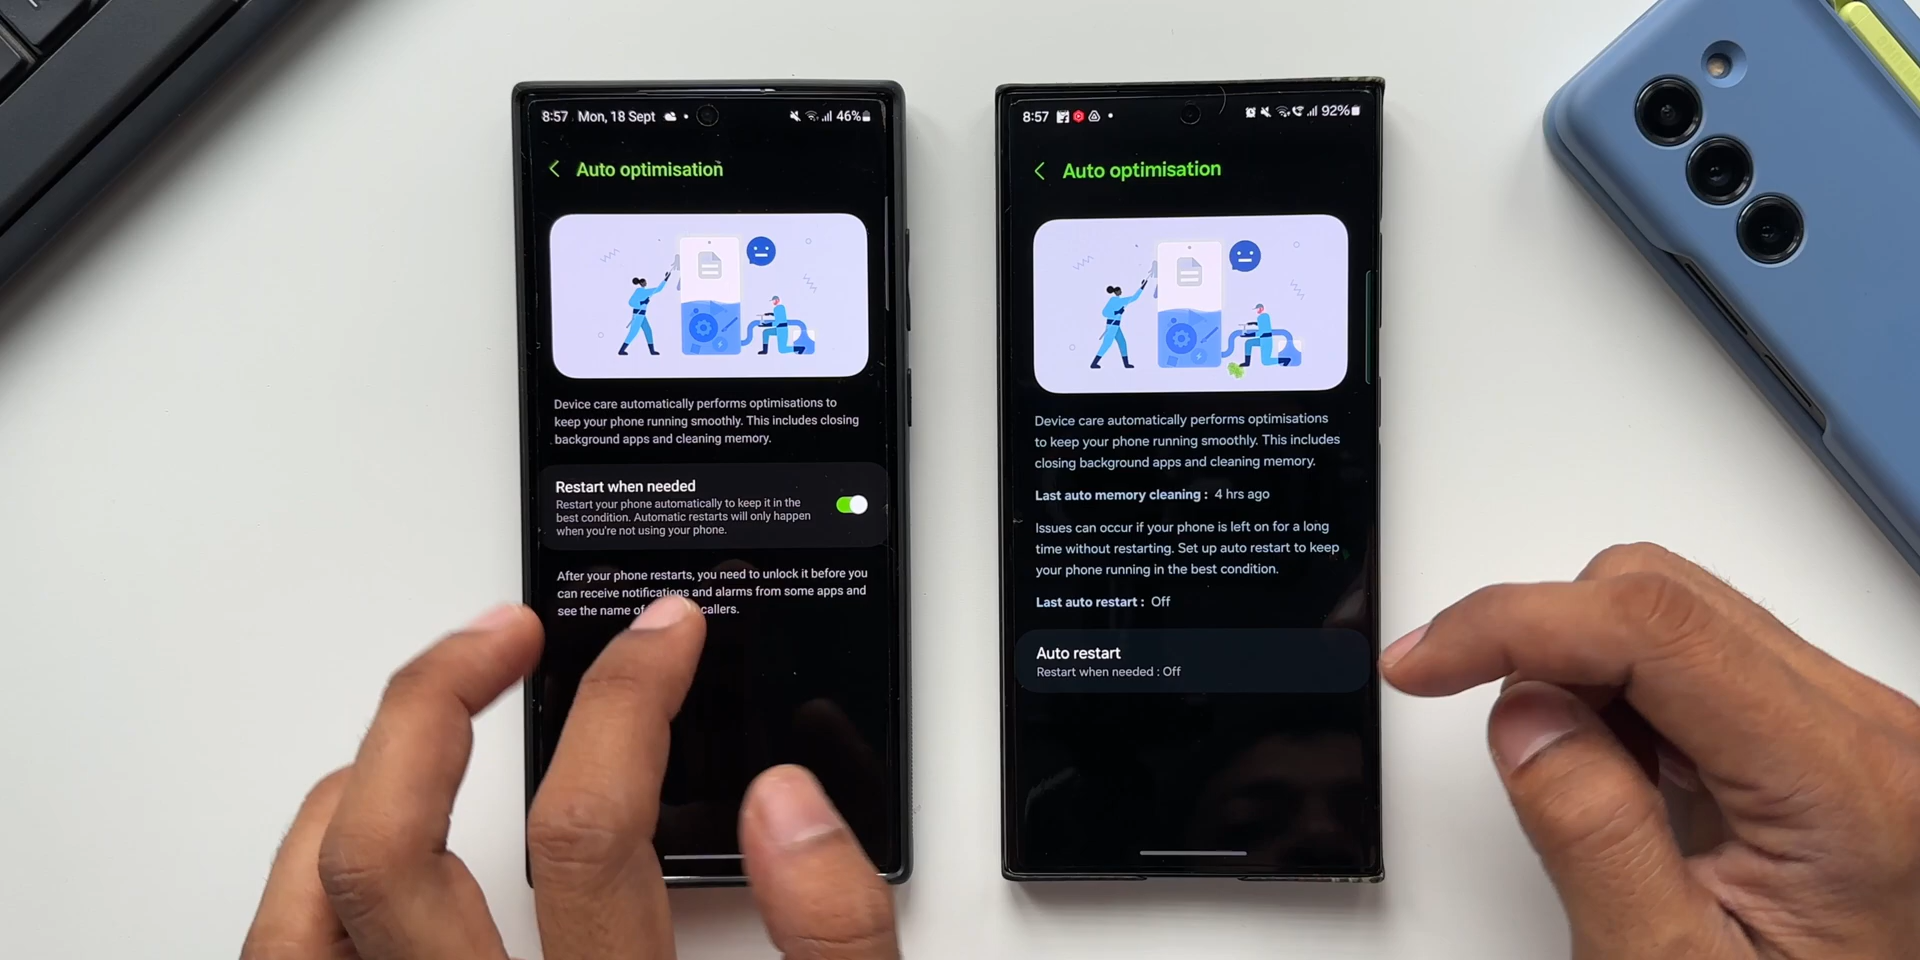 8:57 Mon, 18 Sept
46%
Auto optimisation
Device care automatically performs optimisations to
keep your phone running smoothly. This includes closing
background apps and cleaning memory.
Restart when needed
Restart your phone automatically to keep it in the
best condition. Automatic restarts will only happen
when you're not using your phone.
After your phone restarts, you need to unlock it before you
can receive notifications and alarms from some apps and
see the name of callers.
8:57
92%
Auto optimisation
Device care automatically performs optimisations
to keep your phone running smoothly. This includes
closing background apps and cleaning memory.
Last auto memory cleaning : 4 hrs ago
Issues can occur if your phone is left on for a long
time without restarting. Set up auto restart to keep
your phone running in the best condition.
Last auto restart : Off
Auto restart
Restart when needed : Off